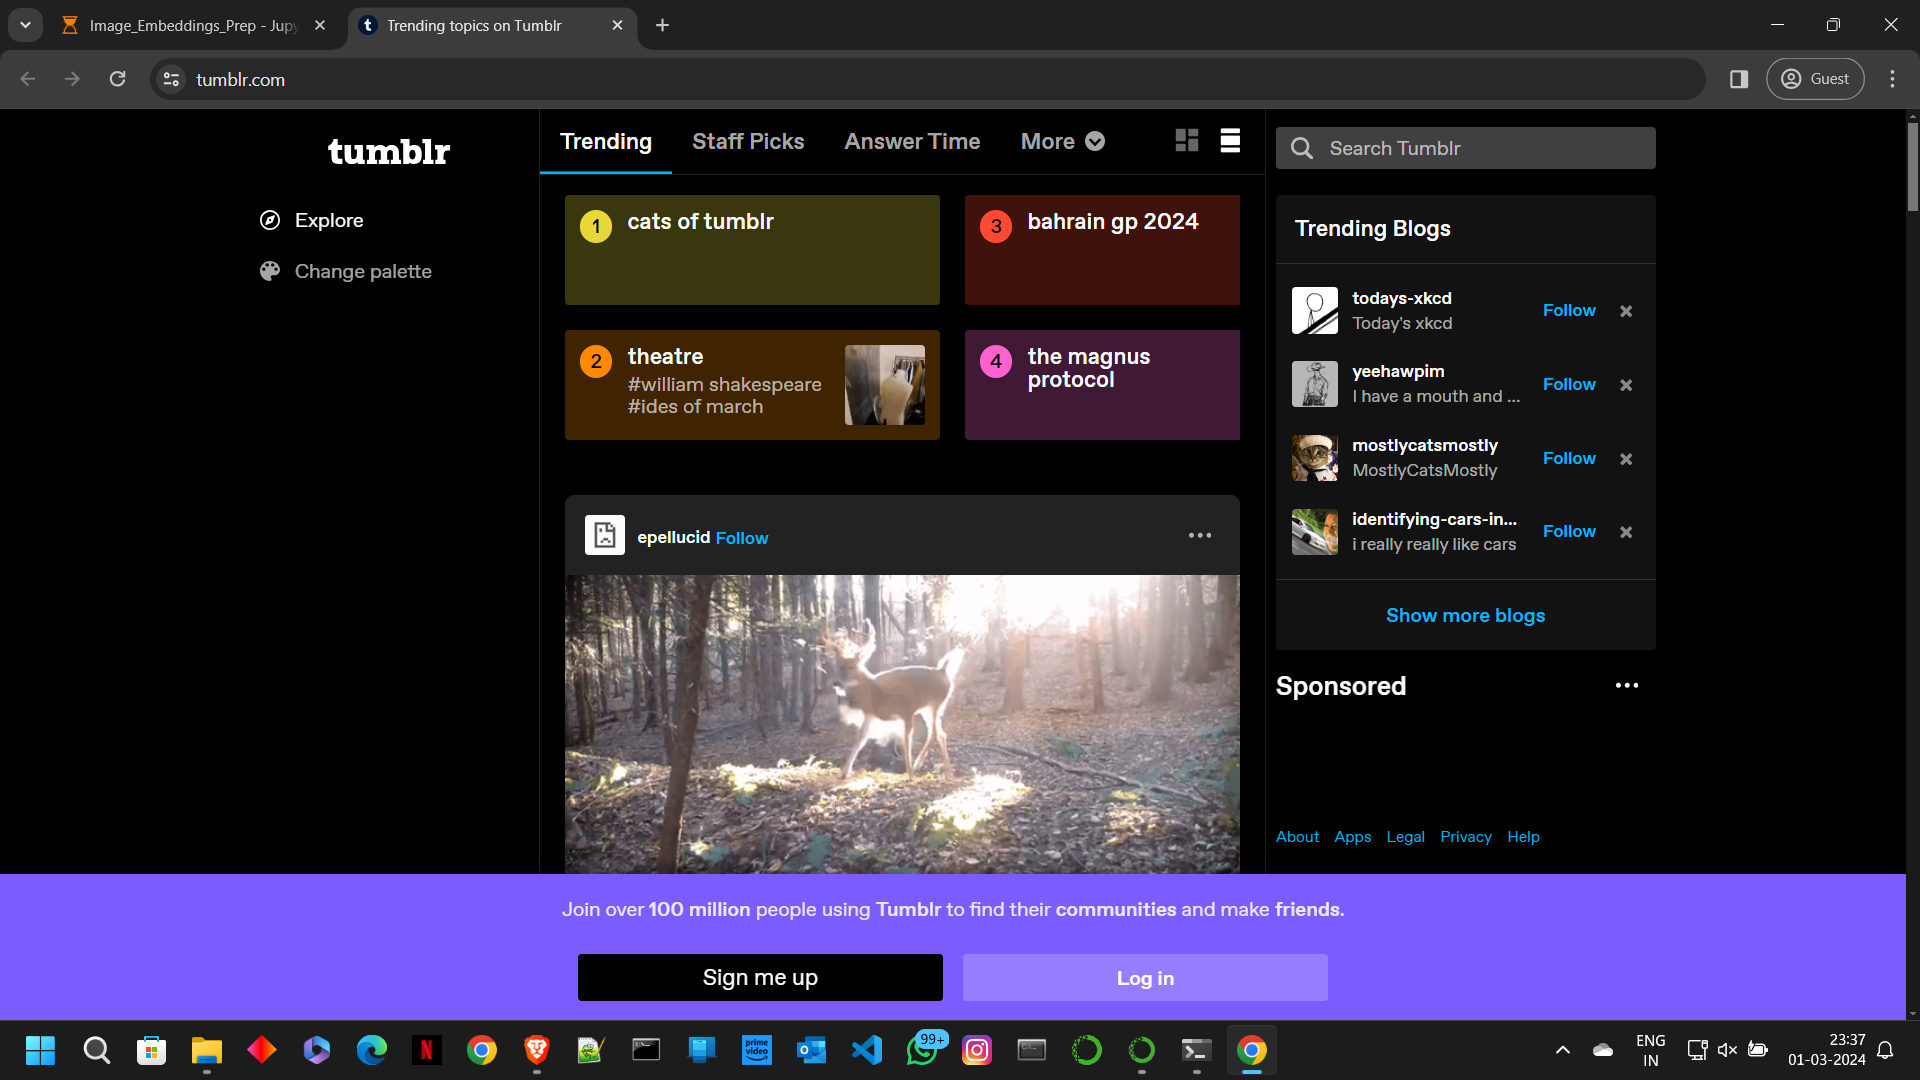 Image_Embeddings_Prep - Jupy
Trending topics on Tumblr
tumblr.com
Guest
tumblr
Explore
Change palette
Trending
Staff Picks
Answer Time
More
1
cats of tumblr
3
bahrain gp 2024
2
theatre
#william shakespeare
#ides of march
4
the magnus
protocol
epellucid Follow
Search Tumblr
Trending Blogs
todays-xkcd
Today's xkcd
Follow
yeehawpim
I have a mouth and ...
Follow
mostlycatsmostly
MostlyCatsMostly
Follow
identifying-cars-in...
i really really like cars
Follow
Show more blogs
Sponsored
About Apps Legal Privacy Help
Join over 100 million people using Tumblr to find their communities and make friends.
Sign me up
Log in
N
prime
video
99+
ENG
IN
23:37
01-03-2024